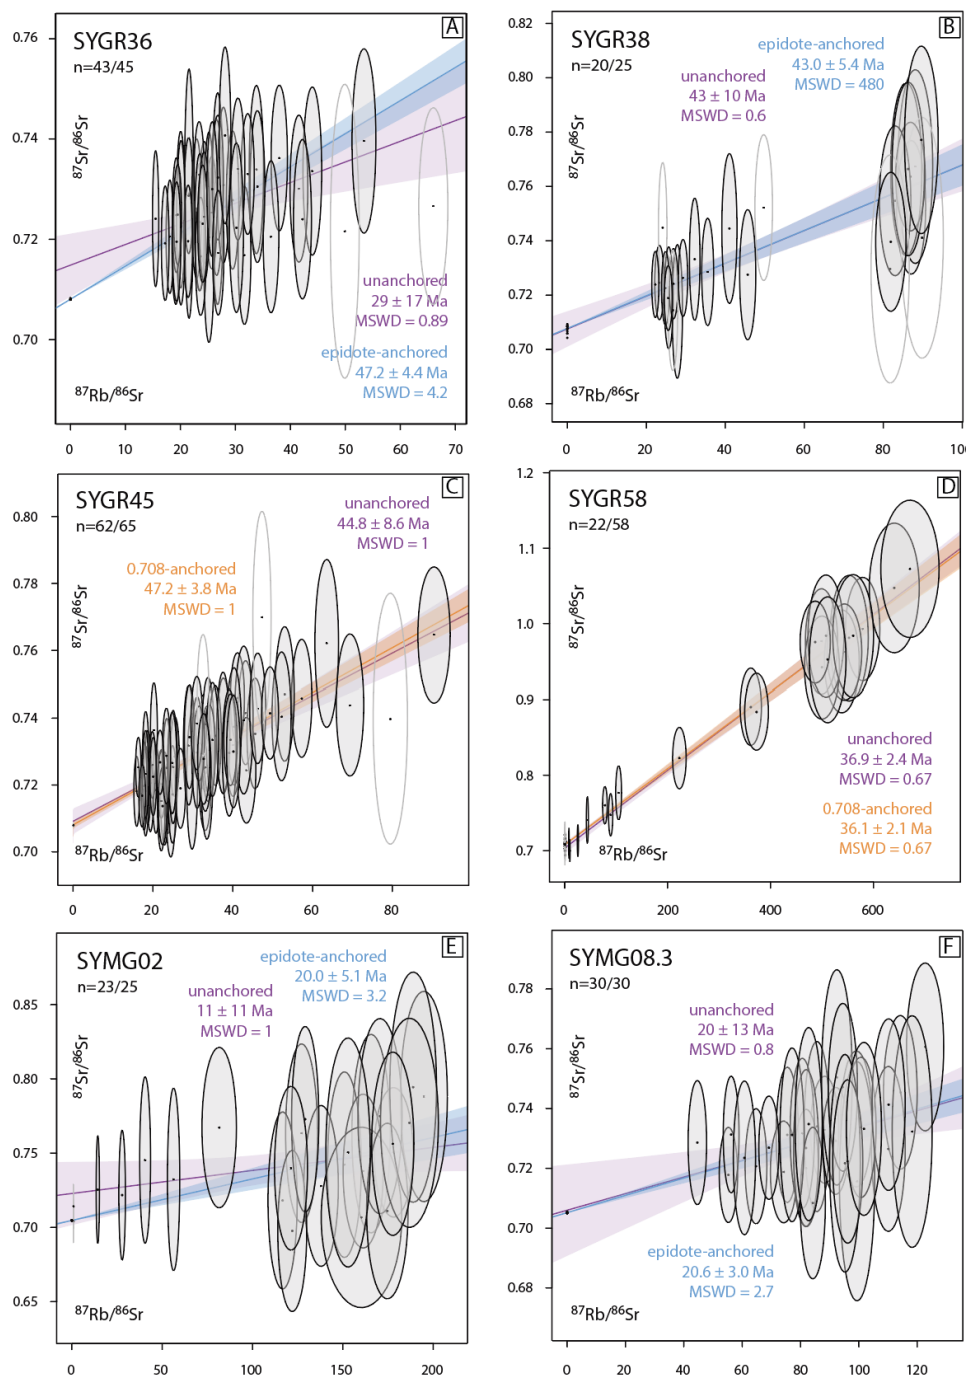 A
SYGR36
n=43/45
87Sr/86Sr
0.76
0.74
0.72
0.70
unanchored
29 ± 17 Ma
MSWD = 0.89
epidote-anchored
47.2 ± 4.4 Ma
MSWD = 4.2
87Rb/86Sr
0 10 20 30 40 50 60 70
B
SYGR38
n=20/25
87Sr/86Sr
0.82
0.80
0.78
0.76
0.74
0.72
0.70
0.68
epidote-anchored
43.0 ± 5.4 Ma
MSWD = 480
unanchored
43 ± 10 Ma
MSWD = 0.6
87Rb/86Sr
0 20 40 60 80 100
C
SYGR45
n=62/65
87Sr/86Sr
0.80
0.78
0.76
0.74
0.72
0.70
unanchored
44.8 ± 8.6 Ma
MSWD = 1
0.708-anchored
47.2 ± 3.8 Ma
MSWD = 1
87Rb/86Sr
0 20 40 60 80
D
SYGR58
n=22/58
87Sr/86Sr
1.2
1.1
1.0
0.9
0.8
0.7
unanchored
36.9 ± 2.4 Ma
MSWD = 0.67
0.708-anchored
36.1 ± 2.1 Ma
MSWD = 0.67
87Rb/86Sr
0 200 400 600
E
SYMG02
n=23/25
87Sr/86Sr
0.85
0.80
0.75
0.70
0.65
epidote-anchored
20.0 ± 5.1 Ma
MSWD = 3.2
unanchored
11 ± 11 Ma
MSWD = 1
87Rb/86Sr
0 50 100 150 200
F
SYMG08.3
n=30/30
87Sr/86Sr
0.78
0.76
0.74
0.72
0.70
0.68
unanchored
20 ± 13 Ma
MSWD = 0.8
epidote-anchored
20.6 ± 3.0 Ma
MSWD = 2.7
87Rb/86Sr
0 20 40 60 80 100 120